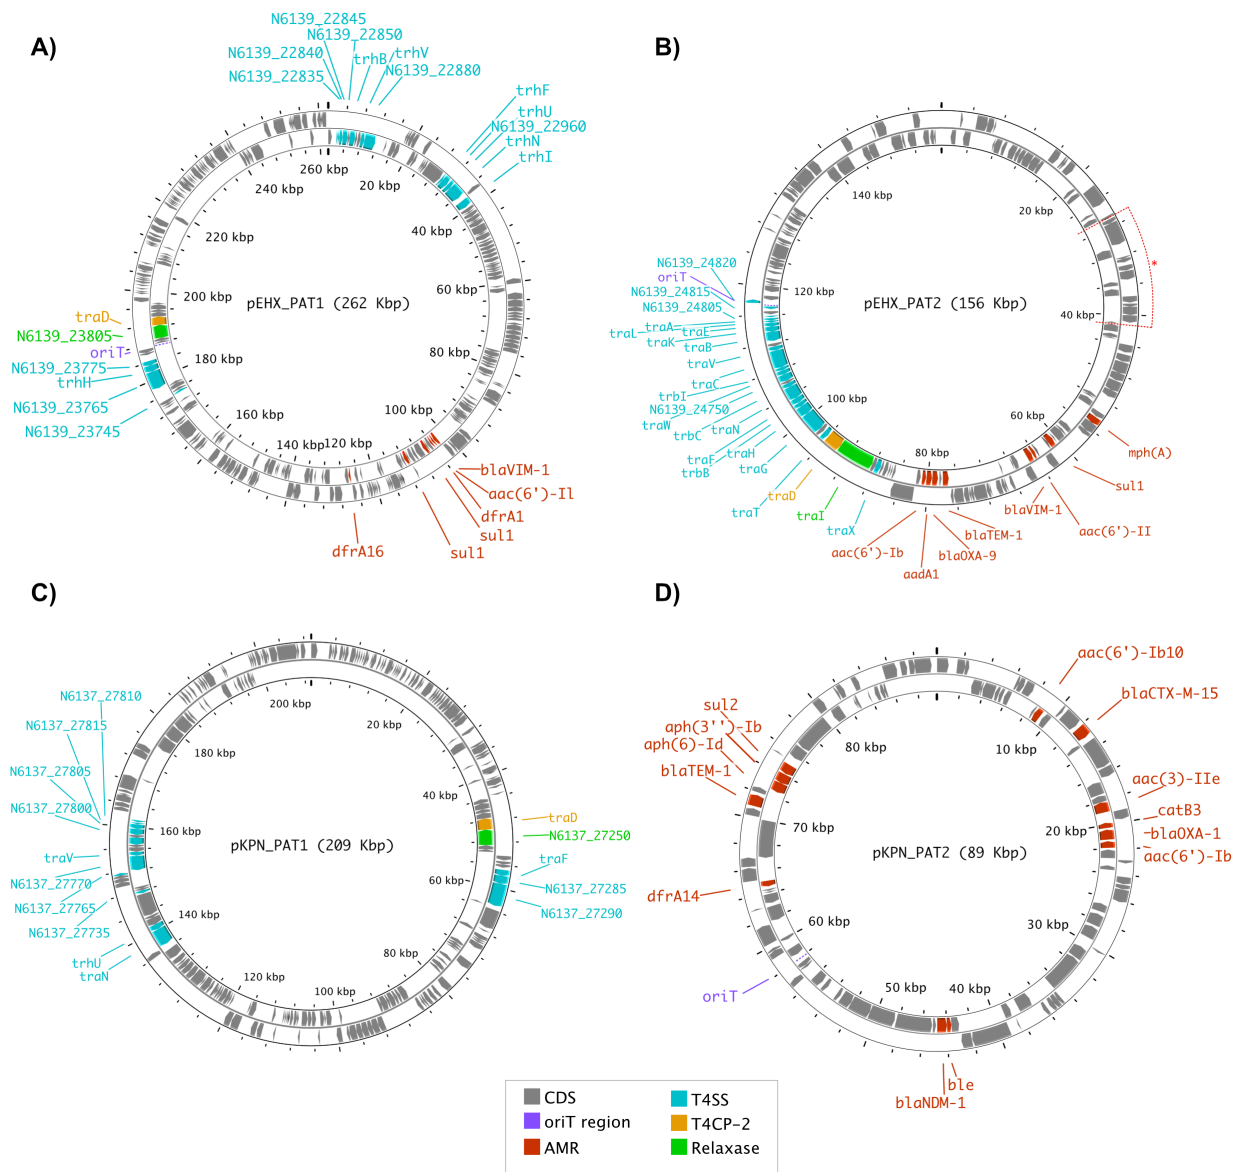 A)
N6139_22845
N6139_22850
N6139_22840
trhB
trhV
N6139_22835
N6139_22880
trhF
trhU
N6139_22960
trhN
trhI
260 kbp
20 kbp
240 kbp
40 kbp
220 kbp
60 kbp
200 kbp
pEHX_PAT1 (262 Kbp)
traD
N6139_23805
oriT
180 kbp
80 kbp
N6139_23775
trhH
N6139_23765
160 kbp
100 kbp
N6139_23745
140 kbp
120 kbp
blaVIM-1
aac(6')-Il
dfrA1
sul1
sul1
dfrA16
B)
140 kbp
20 kbp
*
N6139_24820
oriT
N6139_24815
120 kbp
pEHX_PAT2 (156 Kbp)
N6139_24805
40 kbp
traA
traL
traE
traK
traB
traV
traC
trbI
100 kbp
N6139_24750
60 kbp
traW
traN
trbC
80 kbp
mph(A)
traF
traH
trbB
traG
sul1
traD
blaVIM-1
traT
traI
aac(6')-II
traX
blaTEM-1
aac(6')-Ib
blaOXA-9
aadA1
C)
N6137_27810
200 kbp
20 kbp
N6137_27815
180 kbp
N6137_27805
40 kbp
N6137_27800
traD
160 kbp
N6137_27250
pKPN_PAT1 (209 Kbp)
traV
traF
N6137_27770
60 kbp
N6137_27285
N6137_27765
N6137_27290
140 kbp
N6137_27735
80 kbp
trhU
traN
120 kbp
100 kbp
D)
aac(6')-Ib10
blaCTX-M-15
sul2
aph(3'')-Ib
aph(6)-Id
80 kbp
10 kbp
blaTEM-1
aac(3)-IIe
catB3
70 kbp
20 kbp
blaOXA-1
pKPN_PAT2 (89 Kbp)
aac(6')-Ib
dfrA14
60 kbp
30 kbp
50 kbp
40 kbp
oriT
ble
blaNDM-1
CDS
T4SS
oriT region
T4CP-2
AMR
Relaxase